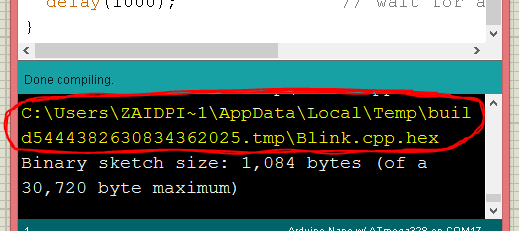 delay(1000); // wait for a
}
Done compiling.
C:\Users\ZAIDPI~1\AppData\Local\Temp\buil
d5444382630834362025.tmp\Blink.cpp.hex
Binary sketch size: 1,084 bytes (of a
30,720 byte maximum)
1 Arduino Nano w/ ATmega328 on COM17